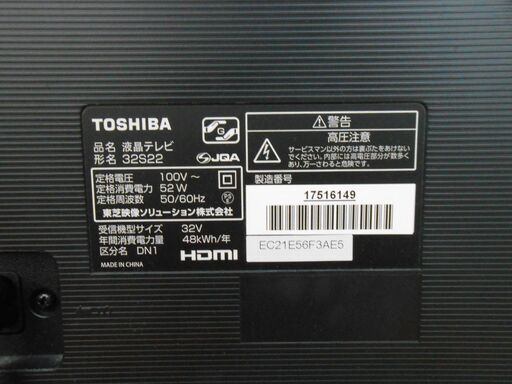 TOSHIBA
品名 液晶テレビ
形名 32S22
G
JQA
定格電圧 100V~
定格消費電力 52W
定格周波数 50/60Hz
東芝映像ソリューション株式会社
受信機型サイズ 32V
年間消費電力量 48kWh/年
区分名 DN1
HDMI
MADE IN CHINA
警告
高圧注意
サービスマン以外の方は裏ぶたをあけないで
ください。内部には高電圧部分が数多く
あり、万一さわると危険です。
製造番号
17516149
EC21E56F3AE5